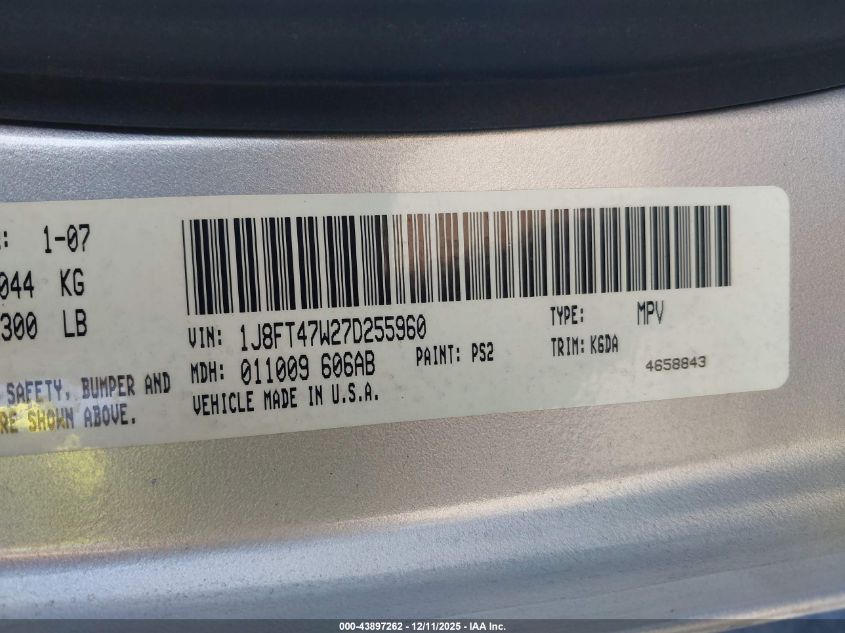 : 1-07
044 KG
300 LB
SAFETY, BUMPER AND
RE SHOWN ABOVE.
VIN: 1J8FT47W27D255960
MDH: 011009 606AB
VEHICLE MADE IN U.S.A.
PAINT: PS2
TYPE: MPV
TRIM: K6DA
4658843
000-43897262 - 12/11/2025 - IAA Inc.